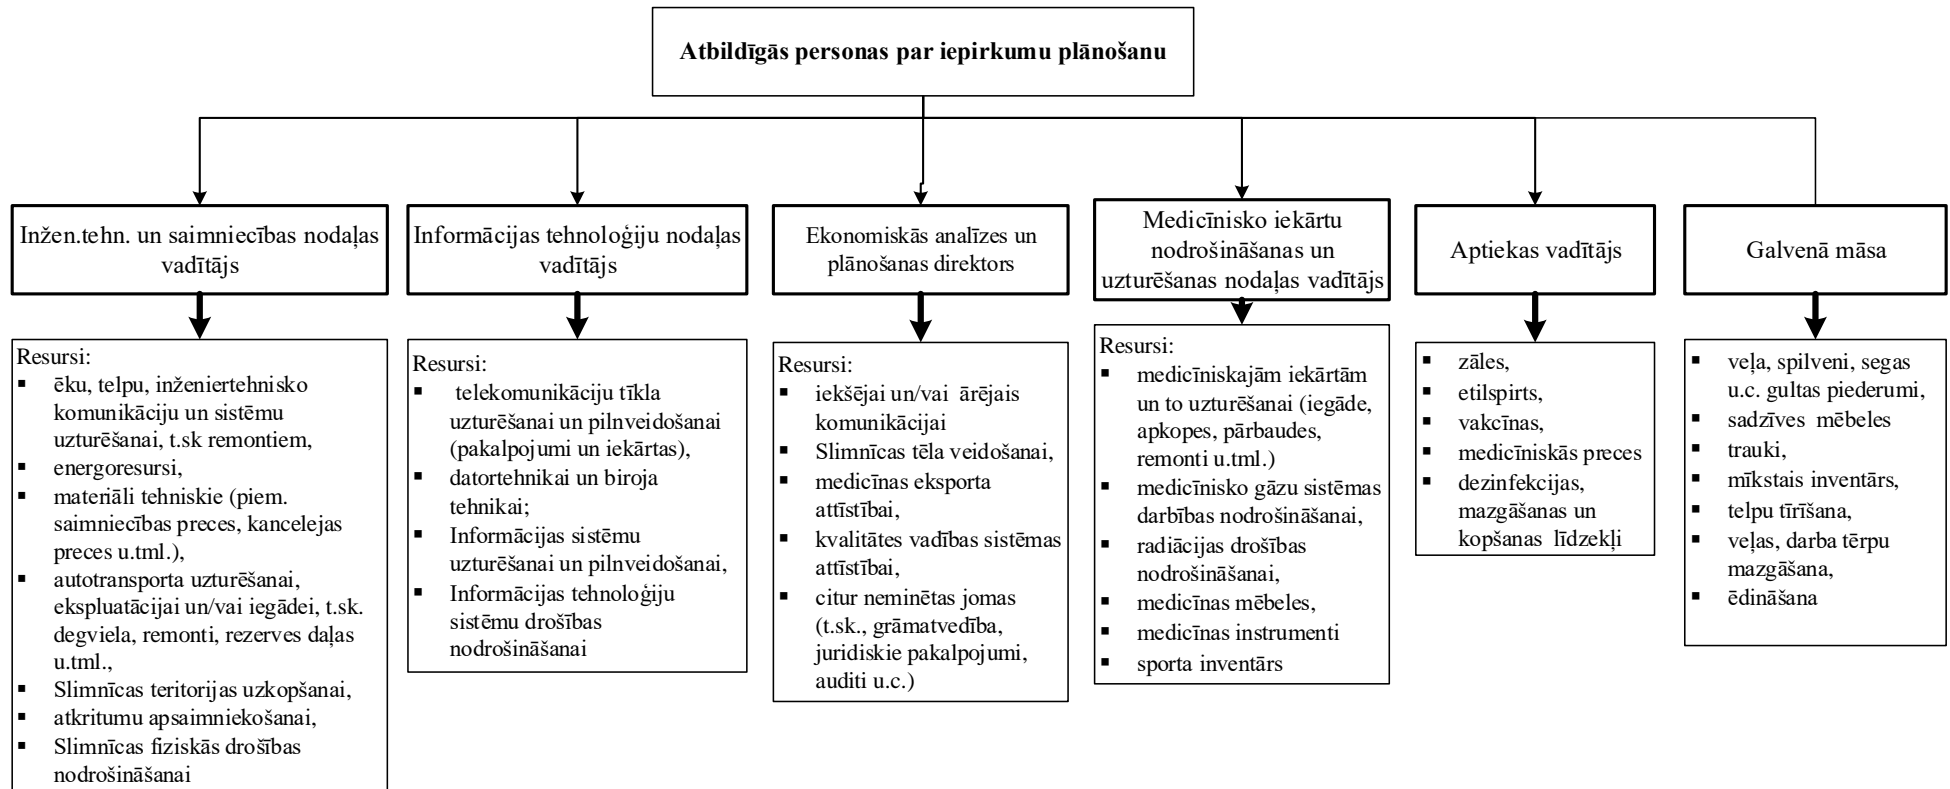 Atbildīgās personas par iepirkumu plānošanu
Inžen.tehn. un saimniecības nodaļas
vadītājs
Informācijas tehnoloģiju nodaļas
vadītājs
Ekonomiskās analīzes un
plānošanas direktors
Medicīnisko iekārtu
nodrošināšanas un
uzturēšanas nodaļas vadītājs
Aptiekas vadītājs
Galvenā māsa
Resursi:
▪ ēku, telpu, inženiertehnisko
komunikāciju un sistēmu
uzturēšanai, t.sk remontiem,
▪ energoresursi,
▪ materiāli tehniskie (piem.
saimniecības preces, kancelejas
preces u.tml.),
▪ autotransporta uzturēšanai,
ekspluatācijai un/vai iegādei, t.sk.
degviela, remonti, rezerves daļas
u.tml.,
▪ Slimnīcas teritorijas uzkopšanai,
▪ atkritumu apsaimniekošanai,
▪ Slimnīcas fiziskās drošības
nodrošināšanai
Resursi:
▪ telekomunikāciju tīkla
uzturēšanai un pilnveidošanai
(pakalpojumi un iekārtas),
▪ datortehnikai un biroja
tehnikai;
▪ Informācijas sistēmu
uzturēšanai un pilnveidošanai,
▪ Informācijas tehnoloģiju
sistēmu drošības
nodrošināšanai
Resursi:
▪ iekšējai un/vai ārējais
komunikācijai
▪ Slimnīcas tēla veidošanai,
▪ medicīnas eksporta
attīstībai,
▪ kvalitātes vadības sistēmas
attīstībai,
▪ citur neminētas jomas
(t.sk., grāmatvedība,
juridiskie pakalpojumi,
auditi u.c.)
Resursi:
▪ medicīniskajām iekārtām
un to uzturēšanai (iegāde,
apkopes, pārbaudes,
remonti u.tml.)
▪ medicīnisko gāzu sistēmas
darbības nodrošināšanai,
▪ radiācijas drošības
nodrošināšanai,
▪ medicīnas mēbeles,
▪ medicīnas instrumenti
▪ sporta inventārs
▪ zāles,
▪ etilspirts,
▪ vakcīnas,
▪ medicīniskās preces
▪ dezinfekcijas,
mazgāšanas un
kopšanas līdzekļi
▪ veļa, spilveni, segas
u.c. gultas piederumi,
▪ sadzīves mēbeles
▪ trauki,
▪ mīkstais inventārs,
▪ telpu tīrīšana,
▪ veļas, darba tērpu
mazgāšana,
▪ ēdināšana